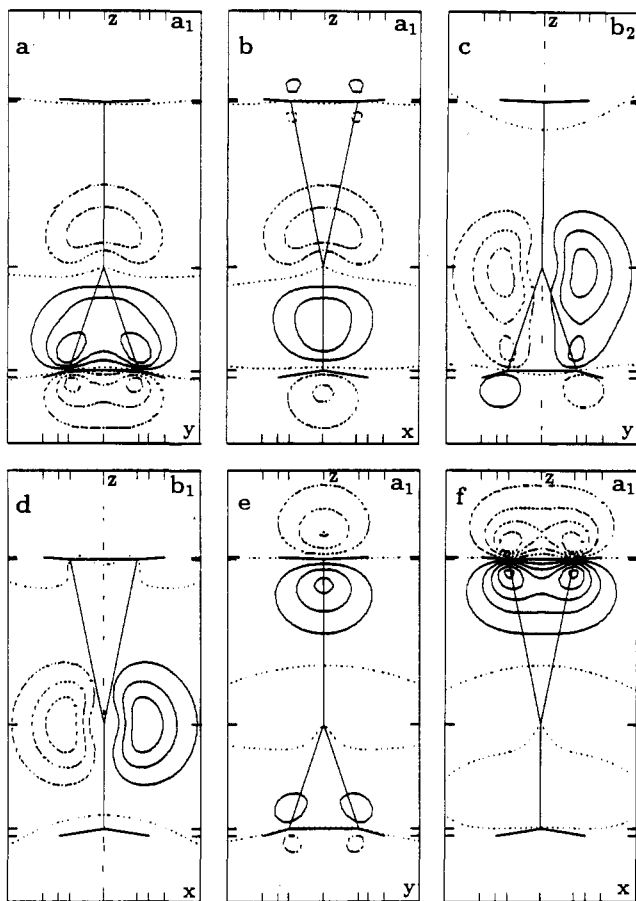 a z a₁
b z a₁
c z b₂
y x y
d z b₁
e z a₁
f z a₁
x y x